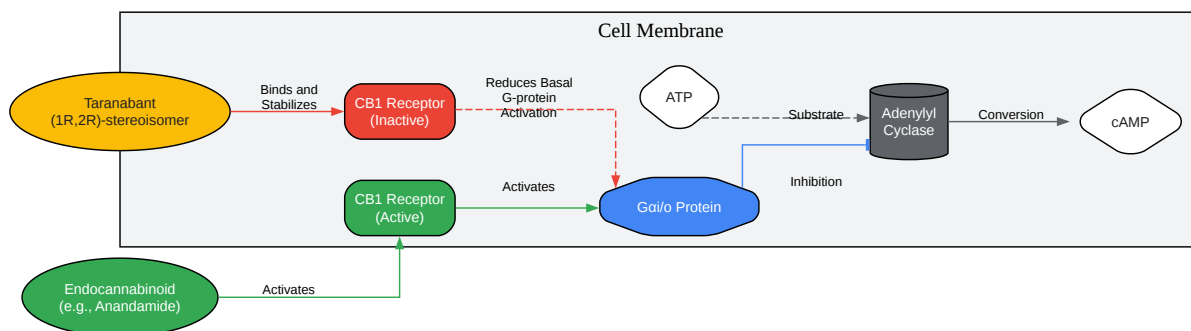 Cell Membrane
Taranabant
(1R,2R)-stereoisomer
Binds and
Stabilizes
CB1 Receptor
(Inactive)
Reduces Basal
G-protein
Activation
ATP
Substrate
Adenylyl
Cyclase
Conversion
cAMP
CB1 Receptor
(Active)
Activates
Gαi/o Protein
Inhibition
Endocannabinoid
(e.g., Anandamide)
Activates